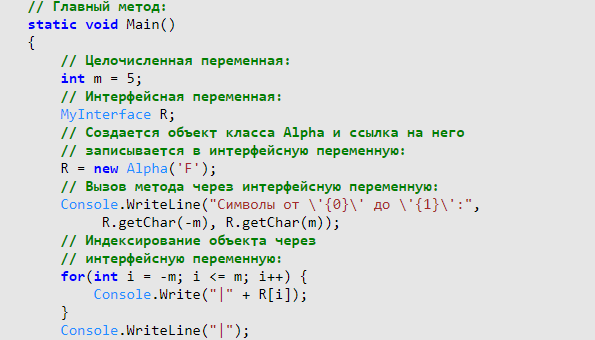 // Главный метод:
static void Main()
{
// Целочисленная переменная:
int m = 5;
// Интерфейсная переменная:
MyInterface R;
// Создается объект класса Alpha и ссылка на него
// записывается в интерфейсную переменную:
R = new Alpha('F');
// Вызов метода через интерфейсную переменную:
Console.WriteLine("Символы от \'{0}\' до \'{1}\':",
R.getChar(-m), R.getChar(m));
// Индексирование объекта через
// интерфейсную переменную:
for(int i = -m; i <= m; i++) {
Console.Write("|" + R[i]);
}
Console.WriteLine("|");